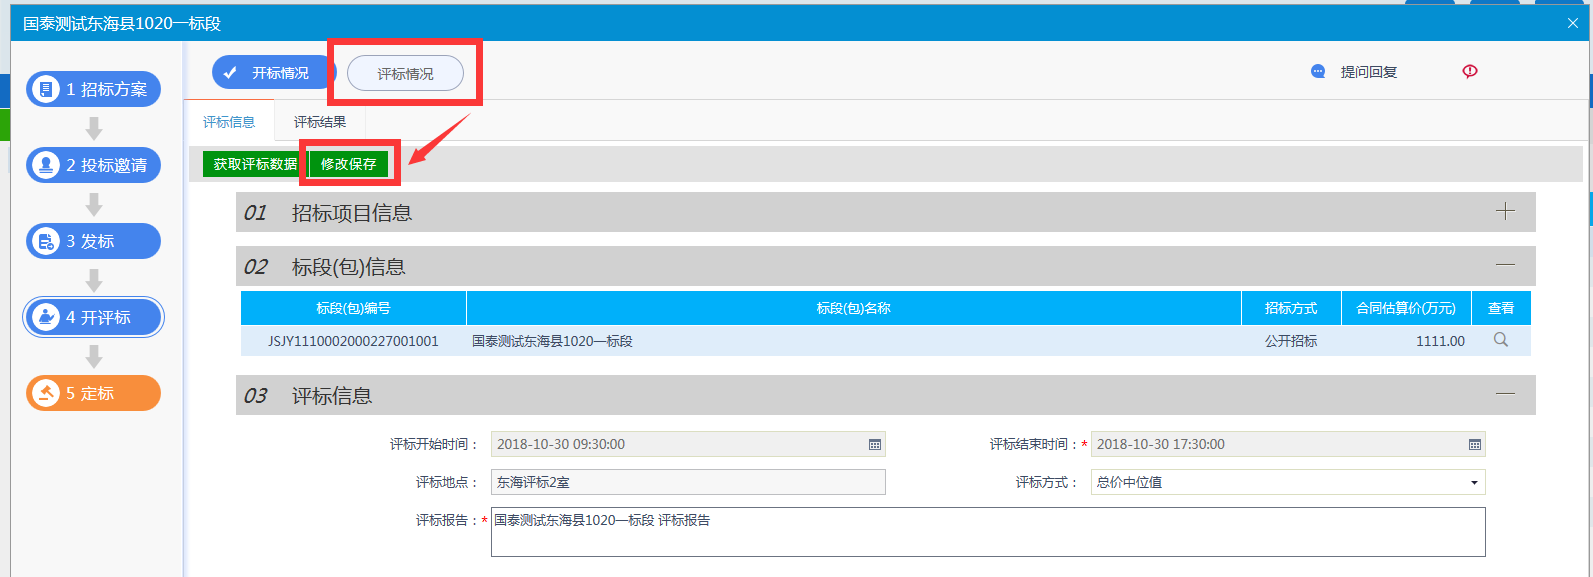 国泰测试东海县1020一标段
1 招标方案
2 投标邀请
3 发标
4 开评标
5 定标
开标情况
评标情况
提问回复
评标信息
评标结果
获取评标数据
修改保存
01 招标项目信息
02 标段(包)信息
标段(包)编号 标段(包)名称 招标方式 合同估算价(万元) 查看
JSJY1110002000227001001 国泰测试东海县1020一标段 公开招标 1111.00
03 评标信息
评标开始时间： 2018-10-30 09:30:00 评标结束时间：* 2018-10-30 17:30:00
评标地点： 东海评标2室 评标方式： 总价中位值
评标报告：* 国泰测试东海县1020一标段 评标报告